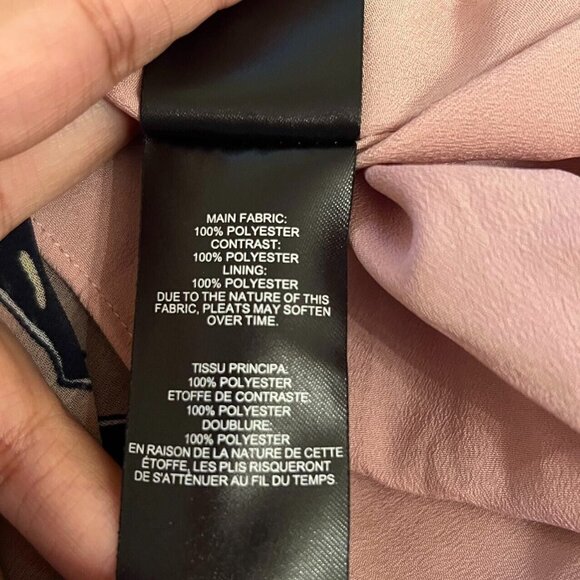 MAIN FABRIC:
100% POLYESTER
CONTRAST:
100% POLYESTER
LINING:
100% POLYESTER
DUE TO THE NATURE OF THIS
FABRIC, PLEATS MAY SOFTEN
OVER TIME.
TISSU PRINCIPA:
100% POLYESTER
ETOFFE DE CONTRASTE:
100% POLYESTER
DOUBLURE:
100% POLYESTER
EN RAISON DE LA NATURE DE CETTE
ÉTOFFE, LES PLIS RISQUERONT
DE S'ATTÉNUER AU FIL DU TEMPS.